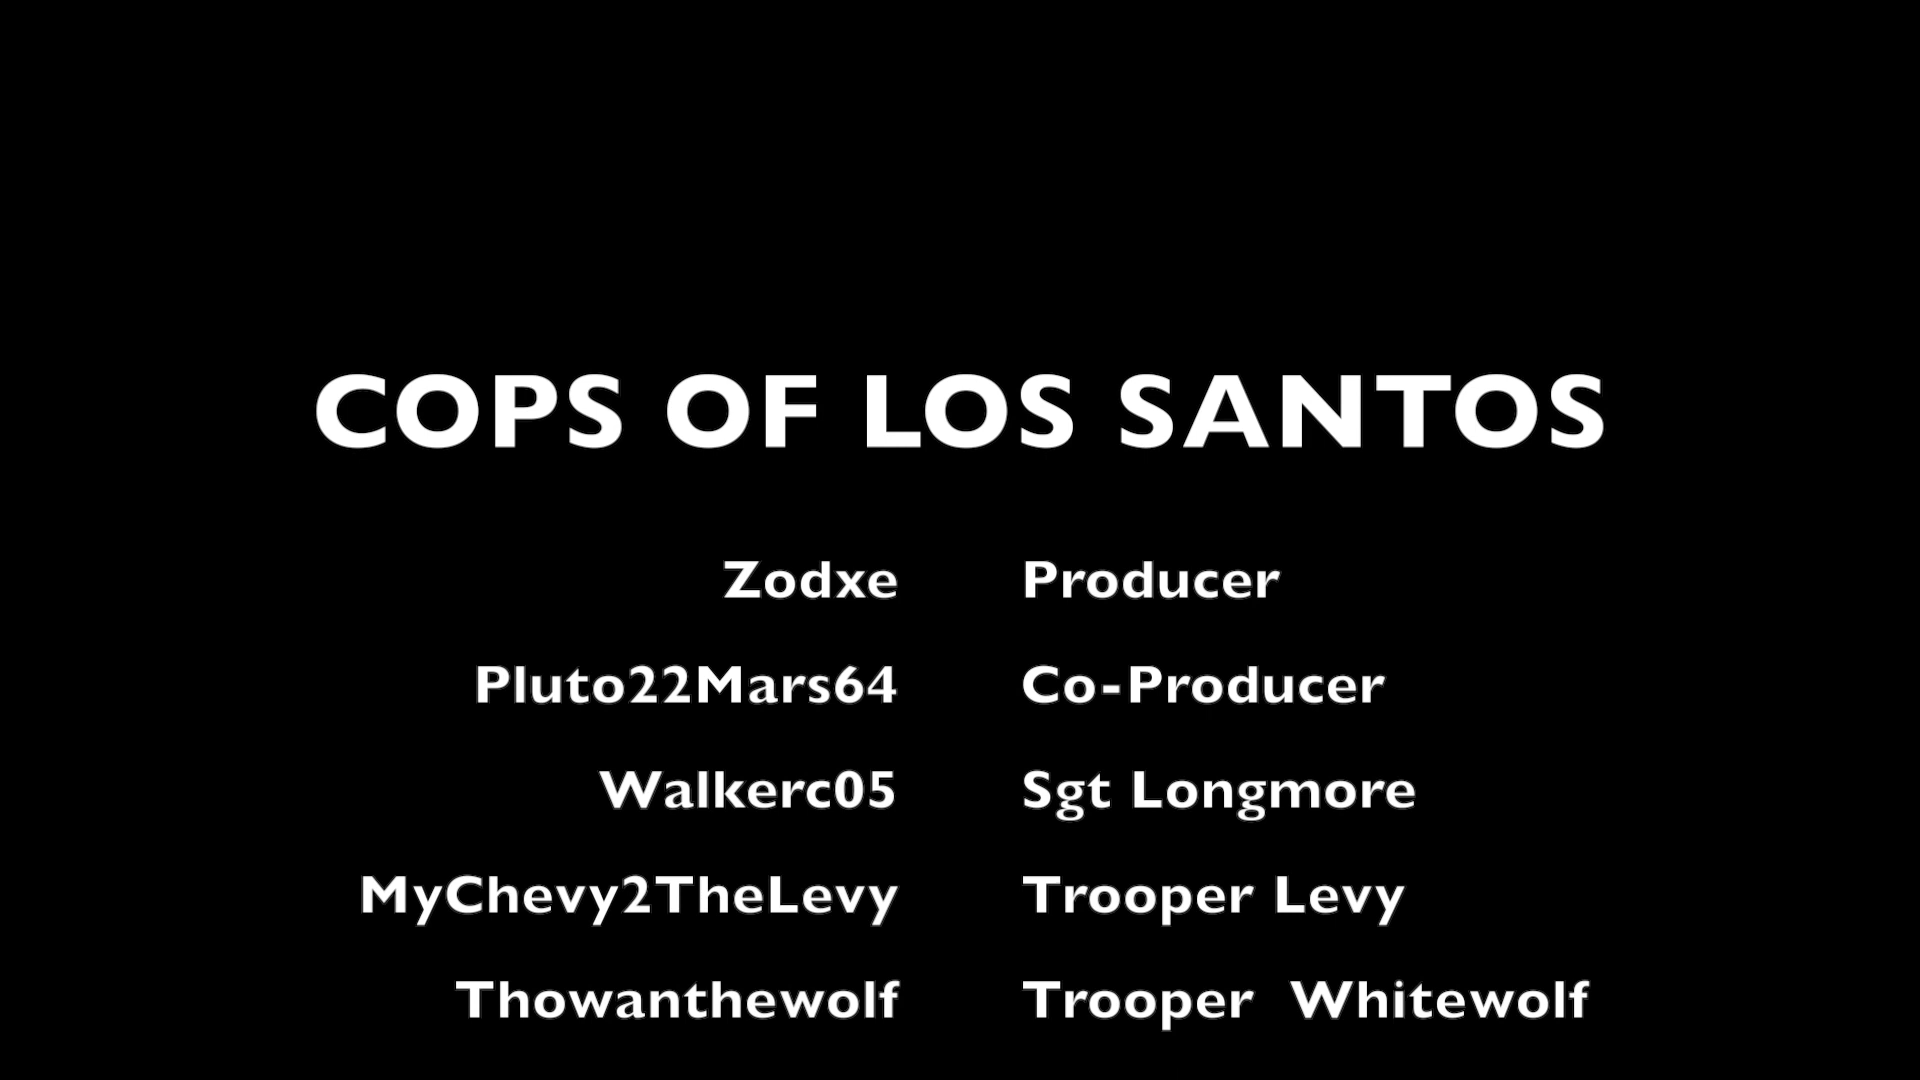 COPS OF LOS SANTOS
Zodxe Producer
Pluto22Mars64 Co-Producer
Walkerc05 Sgt Longmore
MyChevy2TheLevy Trooper Levy
Thowanthewolf Trooper Whitewolf